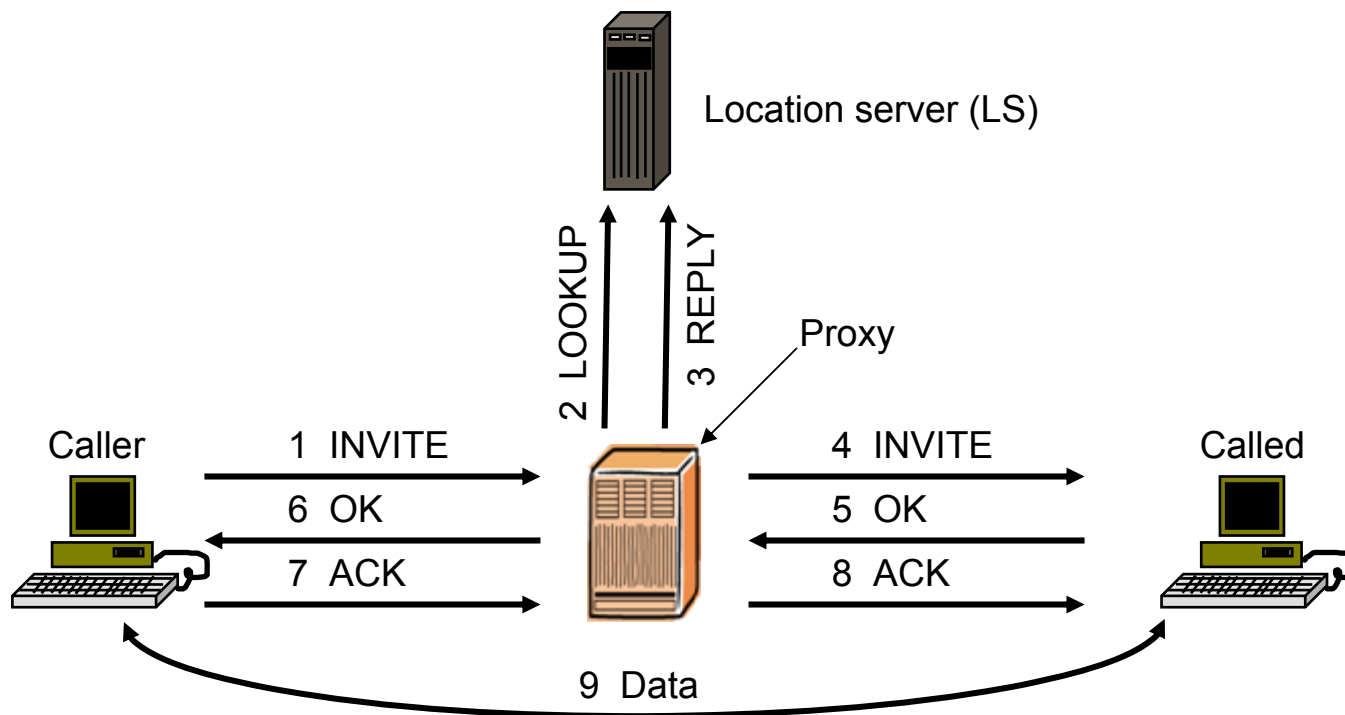 Location server (LS)
2 LOOKUP
3 REPLY
Proxy
Caller
1 INVITE
4 INVITE
Called
6 OK
5 OK
7 ACK
8 ACK
9 Data